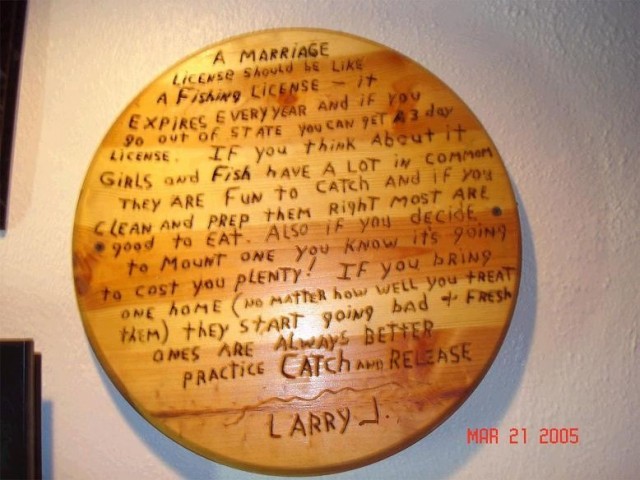 A MARRIAGE
LICENSE Should BE LIKE
A Fishing LICENSE - it
EXPIRES EVERY YEAR AND if you
go out of STATE you CAN gET A 3 day
LICENSE. IF you think About it
GIRLS and Fish HAVE A LOT IN COMMON
THEY ARE FUN to CATCH AND if you
CLEAN AND PREP tHEM Right MOST ARE
good to EAT. ALSO if you DECIDE
to MOUNT ONE you KNOW it's going
to COST you PLENTY! IF you BRING
ONE HOME (NO MATTER how WELL you tREAT
tHEM) tHEY START going bad + FRESH
ONES ARE ALWAYS BETTER
PRACTICE CATCh AND RELEASE
LARRY J.
MAR 21 2005